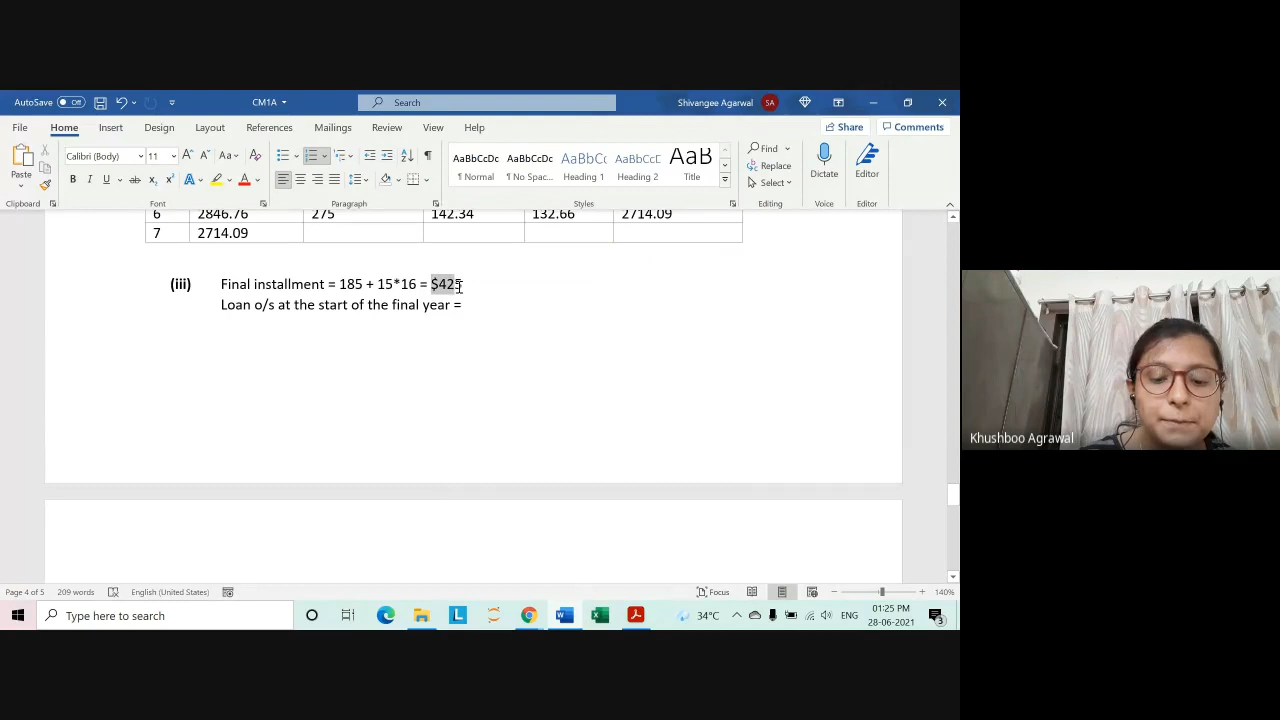 AutoSave Off CM1A Search Shivangee Agarwal SA
File Home Insert Design Layout References Mailings Review View Help Share Comments
Calibri (Body) 11
AaBbCcDc AaBbCcDc AaBbCc AaBbCcD AaB
Find
Replace
Select
Paste
¶ Normal ¶ No Spac... Heading 1 Heading 2 Title
Dictate Editor
Clipboard Font Paragraph Styles Editing Voice Editor
6 2846.76 275 142.34 132.66 2714.09
7 2714.09
(iii) Final installment = 185 + 15*16 = $425
Loan o/s at the start of the final year =
Khushboo Agrawal
Page 4 of 5 209 words English (United States) Focus 140%
Type here to search 34°C ENG 01:25 PM
28-06-2021 3